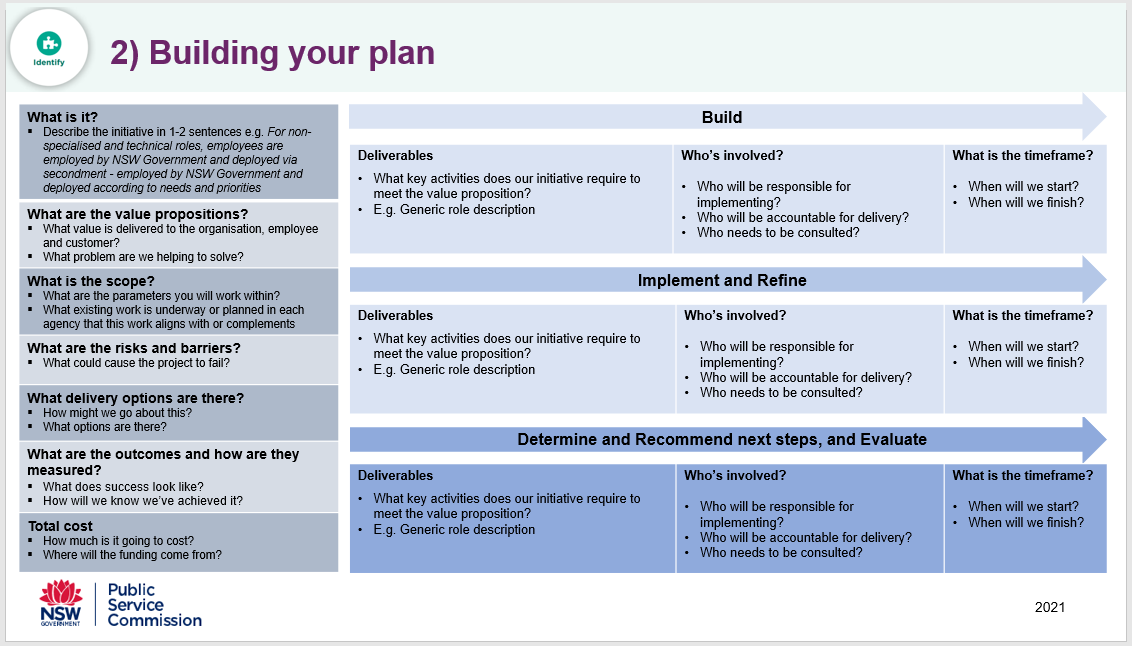 Identify
2) Building your plan
What is it?
▪ Describe the initiative in 1-2 sentences e.g. For non-
specialised and technical roles, employees are
employed by NSW Government and deployed via
secondment - employed by NSW Government and
deployed according to needs and priorities
What are the value propositions?
▪ What value is delivered to the organisation, employee
and customer?
▪ What problem are we helping to solve?
What is the scope?
▪ What are the parameters you will work within?
▪ What existing work is underway or planned in each
agency that this work aligns with or complements
What are the risks and barriers?
▪ What could cause the project to fail?
What delivery options are there?
▪ How might we go about this?
▪ What options are there?
What are the outcomes and how are they
measured?
▪ What does success look like?
▪ How will we know we've achieved it?
Total cost
▪ How much is it going to cost?
▪ Where will the funding come from?
Build
Deliverables
• What key activities does our initiative require to
meet the value proposition?
• E.g. Generic role description
Who's involved?
• Who will be responsible for
implementing?
• Who will be accountable for delivery?
• Who needs to be consulted?
What is the timeframe?
• When will we start?
• When will we finish?
Implement and Refine
Deliverables
• What key activities does our initiative require to
meet the value proposition?
• E.g. Generic role description
Who's involved?
• Who will be responsible for
implementing?
• Who will be accountable for delivery?
• Who needs to be consulted?
What is the timeframe?
• When will we start?
• When will we finish?
Determine and Recommend next steps, and Evaluate
Deliverables
• What key activities does our initiative require to
meet the value proposition?
• E.g. Generic role description
Who's involved?
• Who will be responsible for
implementing?
• Who will be accountable for delivery?
• Who needs to be consulted?
What is the timeframe?
• When will we start?
• When will we finish?
NSW
GOVERNMENT
Public
Service
Commission
2021